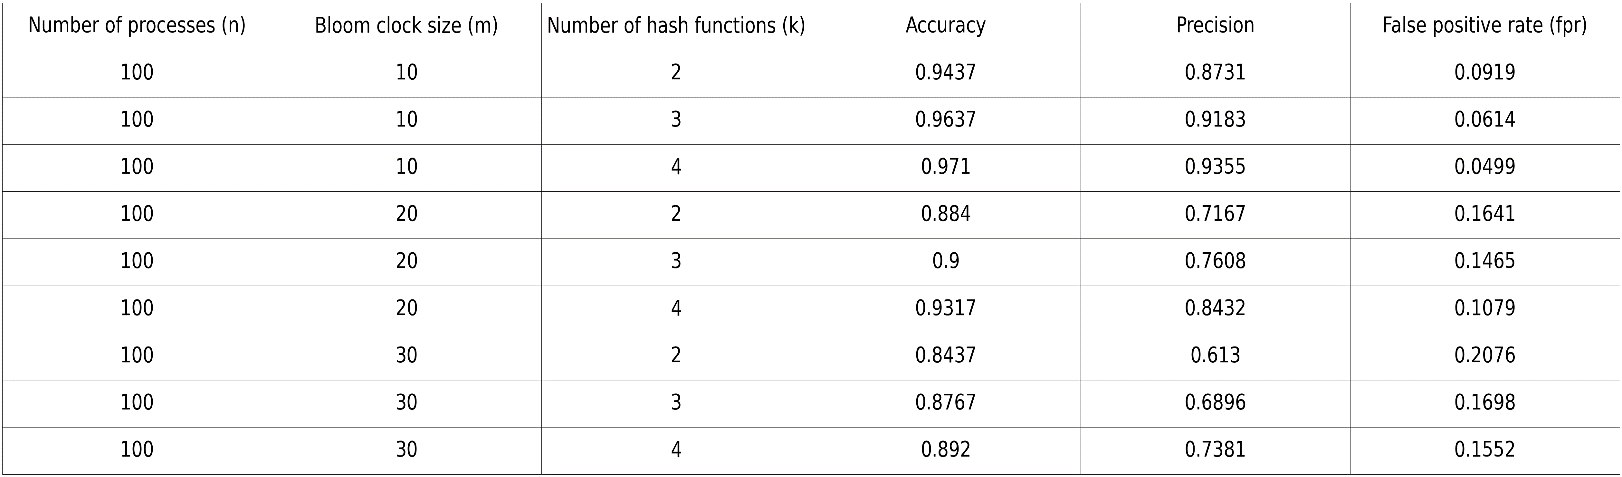 Number of processes (n) Bloom clock size (m) Number of hash functions (k) Accuracy Precision False positive rate (fpr)
100 10 2 0.9437 0.8731 0.0919
100 10 3 0.9637 0.9183 0.0614
100 10 4 0.971 0.9355 0.0499
100 20 2 0.884 0.7167 0.1641
100 20 3 0.9 0.7608 0.1465
100 20 4 0.9317 0.8432 0.1079
100 30 2 0.8437 0.613 0.2076
100 30 3 0.8767 0.6896 0.1698
100 30 4 0.892 0.7381 0.1552